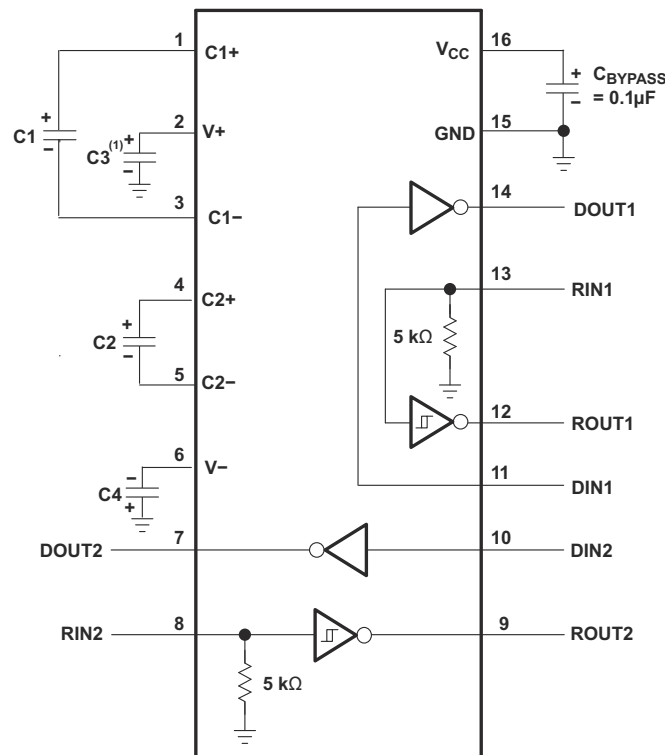 1
C1+
VCC
16
+
CBYPASS
= 0.1µF
−
+
C1
−
2
V+
+
C3(1)
−
GND
15
3
C1−
14
DOUT1
4
C2+
13
RIN1
+
C2
−
5 kΩ
5
C2−
12
ROUT1
6
V−
−
C4
+
11
DIN1
DOUT2
7
10
DIN2
RIN2
8
9
ROUT2
5 kΩ